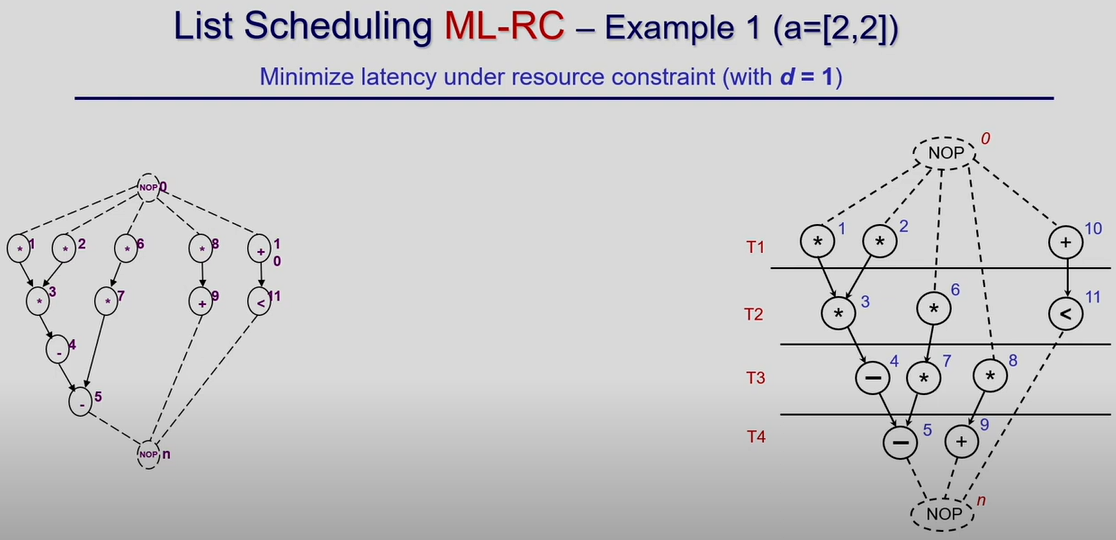 List Scheduling ML-RC – Example 1 (a=[2,2])
Minimize latency under resource constraint (with d = 1)
NOP 0
* 1 * 2 * 6 * 8 + 1
0
* 3 * 7 + 9 < 11
- 4
- 5
NOP n
NOP 0
T1 * 1 * 2 + 10
T2 * 3 * 6 < 11
T3 − 4 * 7 * 8
T4 − 5 + 9
NOP n